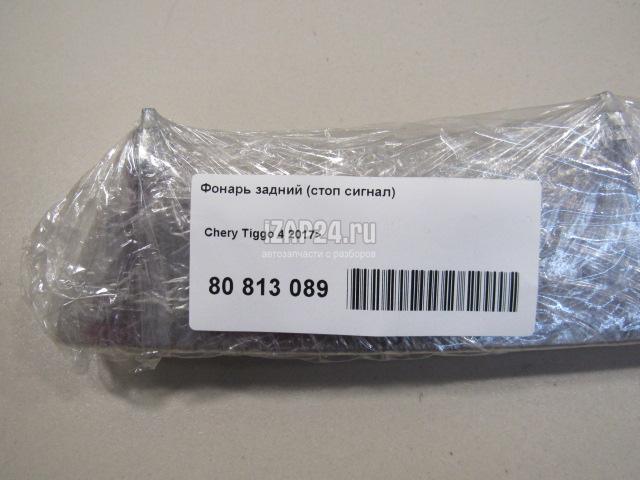 Фонарь задний (стоп сигнал)
Chery Tiggo 4 2017>
iZAP24.ru
автозапчасти с разборов
80 813 089